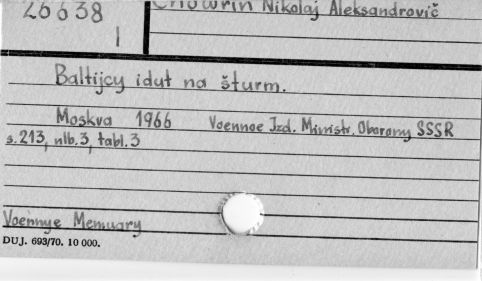 26638 Chowrin Nikolaj Aleksandrovič
1
Baltijcy idut na šturm.
Moskva 1966 Voennoe Izd. Ministr. Oborony SSSR
s. 213, nlb. 3, tabl. 3
Voennye Memuary
DUJ. 693/70. 10 000.